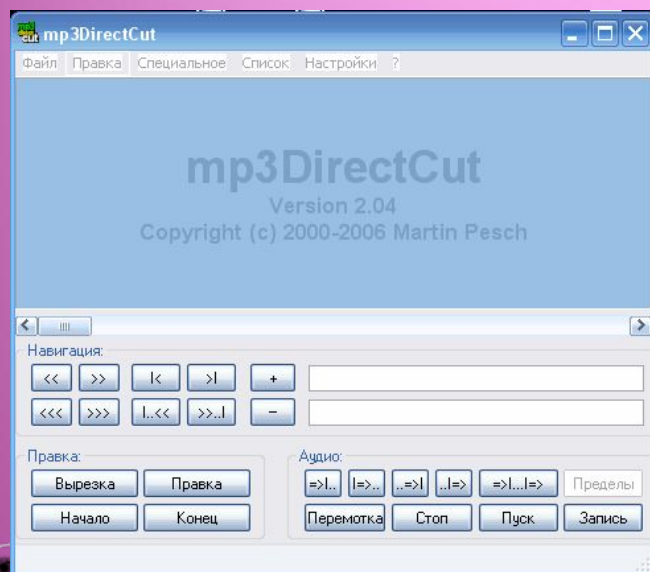 mp3DirectCut
Файл Правка Специальное Список Настройки ?
mp3DirectCut
Version 2.04
Copyright (c) 2000-2006 Martin Pesch
Навигация:
<< >> |< >| +
<<< >>> |..<< >>..| −
Правка:
Вырезка Правка
Начало Конец
Аудио:
=>|.. |=>.. ..=>| ..|=> =>|...|=> Пределы
Перемотка Стоп Пуск Запись